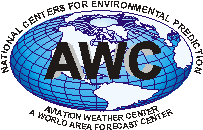 NATIONAL CENTERS FOR ENVIRONMENTAL PREDICTION
AWC
AVIATION WEATHER CENTER
A WORLD AREA FORECAST CENTER